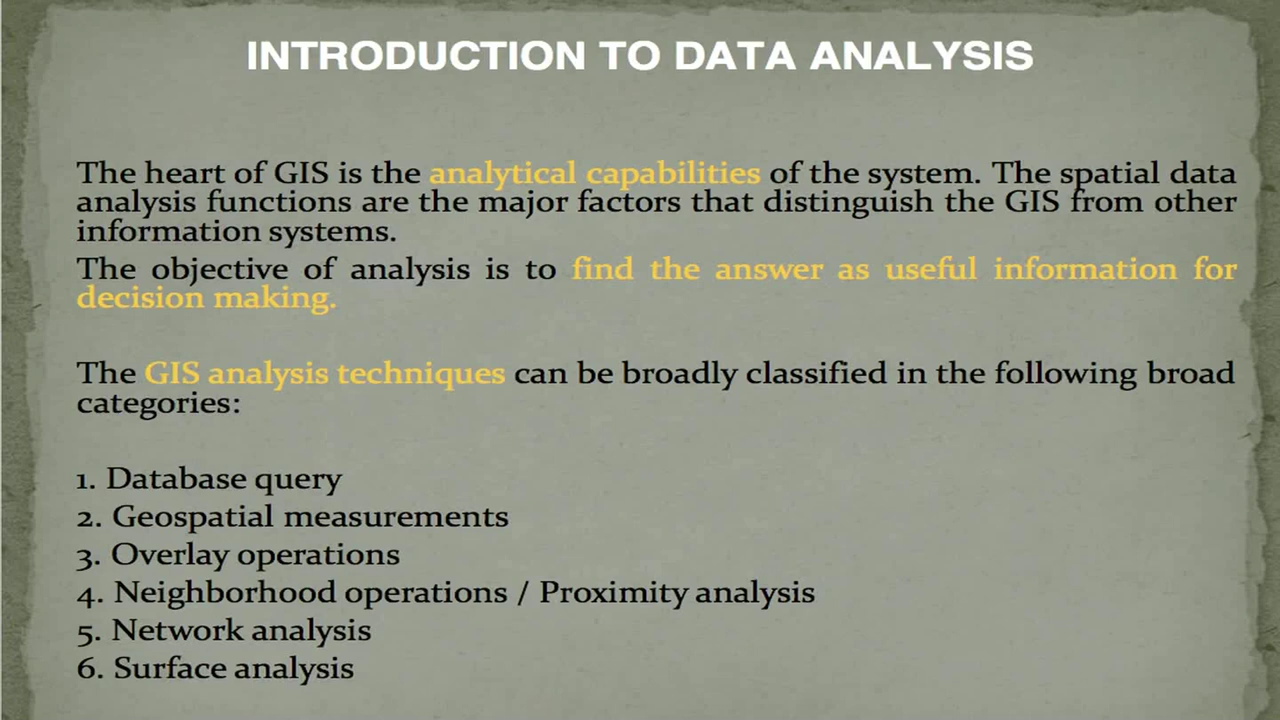 INTRODUCTION TO DATA ANALYSIS
The heart of GIS is the analytical capabilities of the system. The spatial data
analysis functions are the major factors that distinguish the GIS from other
information systems.
The objective of analysis is to find the answer as useful information for
decision making.
The GIS analysis techniques can be broadly classified in the following broad
categories:
1. Database query
2. Geospatial measurements
3. Overlay operations
4. Neighborhood operations / Proximity analysis
5. Network analysis
6. Surface analysis